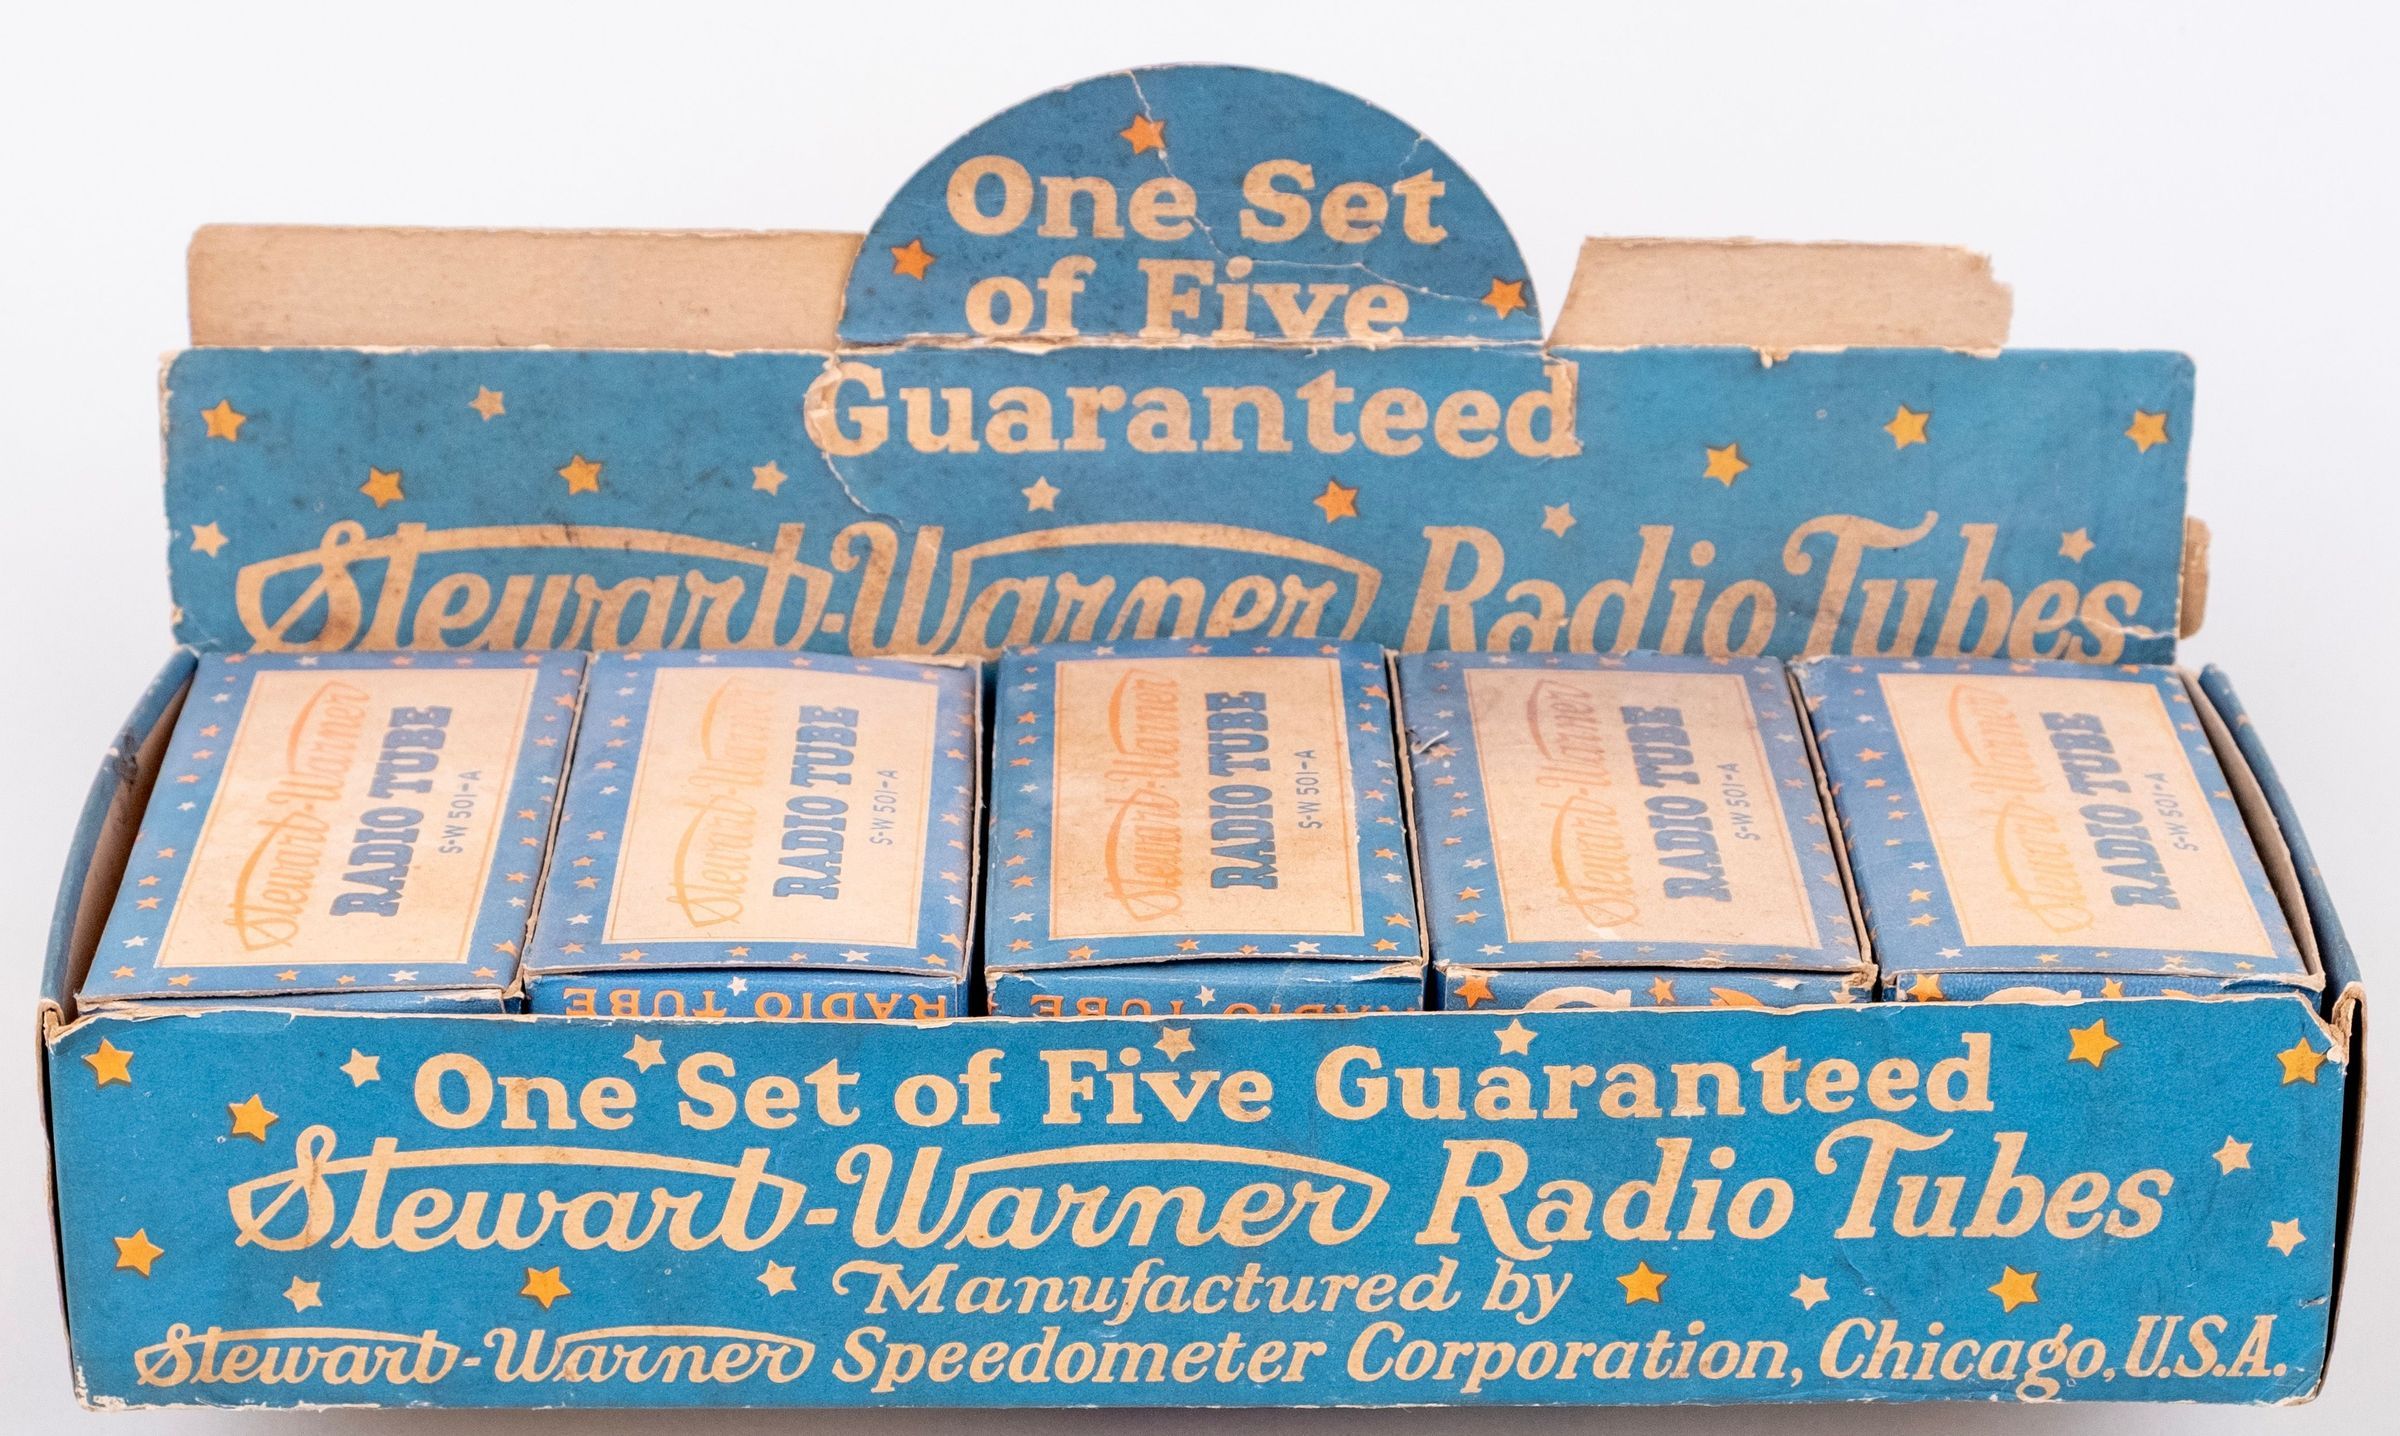 One Set
of Five
Guaranteed
Stewart-Warner Radio Tubes
Stewart-Warner
RADIO TUBE
S-W 501-A
Stewart-Warner
RADIO TUBE
S-W 501-A
Stewart-Warner
RADIO TUBE
S-W 501-A
Stewart-Warner
RADIO TUBE
S-W 501-A
Stewart-Warner
RADIO TUBE
S-W 501-A
RADIO TUBE
RADIO TUBE
One Set of Five Guaranteed
Stewart-Warner Radio Tubes
Manufactured by
Stewart-Warner Speedometer Corporation, Chicago, U.S.A.